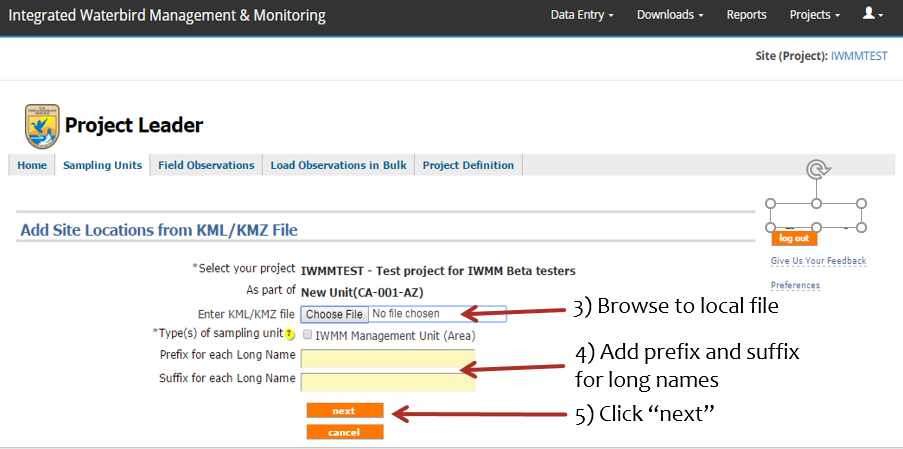 Integrated Waterbird Management & Monitoring
Data Entry
Downloads
Reports
Projects
Site (Project): IWMMTEST
Project Leader
Home
Sampling Units
Field Observations
Load Observations in Bulk
Project Definition
log out
Give Us Your Feedback
Preferences
Add Site Locations from KML/KMZ File
*Select your project IWMMTEST - Test project for IWMM Beta testers
As part of New Unit(CA-001-AZ)
Enter KML/KMZ file Choose File No file chosen
3) Browse to local file
*Type(s) of sampling unit ? IWMM Management Unit (Area)
Prefix for each Long Name
Suffix for each Long Name
4) Add prefix and suffix
for long names
next
5) Click “next”
cancel